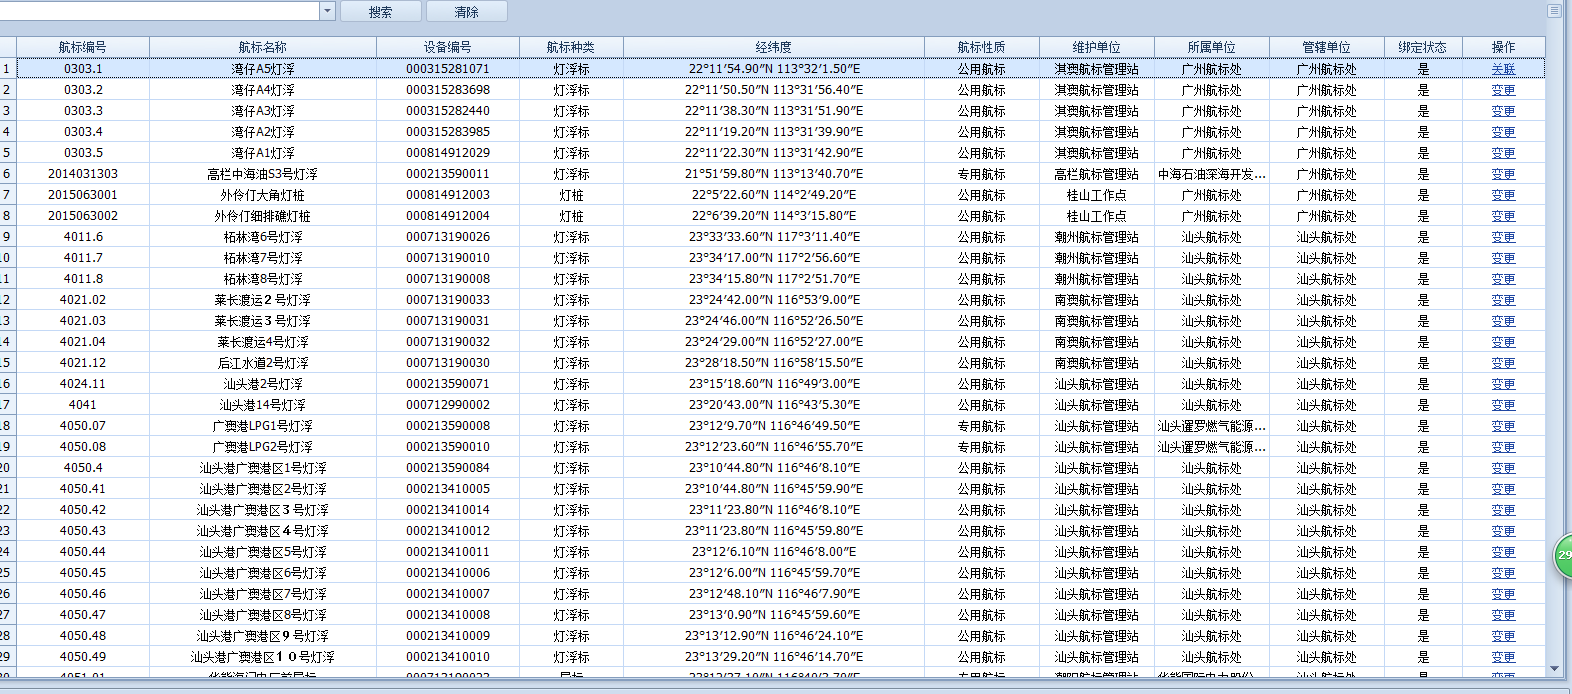 搜索 清除
航标编号 航标名称 设备编号 航标种类 经纬度 航标性质 维护单位 所属单位 管辖单位 绑定状态 操作
1 0303.1 湾仔A5灯浮 000315281071 灯浮标 22°11′54.90″N 113°32′1.50″E 公用航标 淇澳航标管理站 广州航标处 广州航标处 是 关联
2 0303.2 湾仔A4灯浮 000315283698 灯浮标 22°11′50.50″N 113°31′56.40″E 公用航标 淇澳航标管理站 广州航标处 广州航标处 是 变更
3 0303.3 湾仔A3灯浮 000315282440 灯浮标 22°11′38.30″N 113°31′51.90″E 公用航标 淇澳航标管理站 广州航标处 广州航标处 是 变更
4 0303.4 湾仔A2灯浮 000315283985 灯浮标 22°11′19.20″N 113°31′39.90″E 公用航标 淇澳航标管理站 广州航标处 广州航标处 是 变更
5 0303.5 湾仔A1灯浮 000814912029 灯浮标 22°11′22.30″N 113°31′42.90″E 公用航标 淇澳航标管理站 广州航标处 广州航标处 是 变更
6 2014031303 高栏中海油S3号灯浮 000213590011 灯浮标 21°51′59.80″N 113°13′40.70″E 专用航标 高栏航标管理站 中海石油深海开发... 广州航标处 是 变更
7 2015063001 外伶仃大角灯桩 000814912003 灯桩 22°5′22.60″N 114°2′49.20″E 公用航标 桂山工作点 广州航标处 广州航标处 是 变更
8 2015063002 外伶仃细排礁灯桩 000814912004 灯桩 22°6′39.20″N 114°3′15.80″E 公用航标 桂山工作点 广州航标处 广州航标处 是 变更
9 4011.6 柘林湾6号灯浮 000713190026 灯浮标 23°33′33.60″N 117°3′11.40″E 公用航标 潮州航标管理站 汕头航标处 汕头航标处 是 变更
10 4011.7 柘林湾7号灯浮 000713190010 灯浮标 23°34′17.00″N 117°2′56.60″E 公用航标 潮州航标管理站 汕头航标处 汕头航标处 是 变更
11 4011.8 柘林湾8号灯浮 000713190008 灯浮标 23°34′15.80″N 117°2′51.70″E 公用航标 潮州航标管理站 汕头航标处 汕头航标处 是 变更
12 4021.02 莱长渡运２号灯浮 000713190033 灯浮标 23°24′42.00″N 116°53′9.00″E 公用航标 南澳航标管理站 汕头航标处 汕头航标处 是 变更
13 4021.03 莱长渡运３号灯浮 000713190031 灯浮标 23°24′46.00″N 116°52′26.50″E 公用航标 南澳航标管理站 汕头航标处 汕头航标处 是 变更
14 4021.04 莱长渡运4号灯浮 000713190032 灯浮标 23°24′29.00″N 116°52′27.00″E 公用航标 南澳航标管理站 汕头航标处 汕头航标处 是 变更
15 4021.12 后江水道2号灯浮 000713190030 灯浮标 23°28′18.50″N 116°58′15.50″E 公用航标 南澳航标管理站 汕头航标处 汕头航标处 是 变更
16 4024.11 汕头港2号灯浮 000213590071 灯浮标 23°15′18.60″N 116°49′3.00″E 公用航标 汕头航标管理站 汕头航标处 汕头航标处 是 变更
17 4041 汕头港14号灯浮 000712990002 灯浮标 23°20′43.00″N 116°43′5.30″E 公用航标 汕头航标管理站 汕头航标处 汕头航标处 是 变更
18 4050.07 广澳港LPG1号灯浮 000213590008 灯浮标 23°12′9.70″N 116°46′49.50″E 专用航标 汕头航标管理站 汕头暹罗燃气能源... 汕头航标处 是 变更
19 4050.08 广澳港LPG2号灯浮 000213590010 灯浮标 23°12′23.60″N 116°46′55.70″E 专用航标 汕头航标管理站 汕头暹罗燃气能源... 汕头航标处 是 变更
20 4050.4 汕头港广澳港区1号灯浮 000213590084 灯浮标 23°10′44.80″N 116°46′8.10″E 公用航标 汕头航标管理站 汕头航标处 汕头航标处 是 变更
21 4050.41 汕头港广澳港区2号灯浮 000213410005 灯浮标 23°10′44.80″N 116°45′59.90″E 公用航标 汕头航标管理站 汕头航标处 汕头航标处 是 变更
22 4050.42 汕头港广澳港区３号灯浮 000213410014 灯浮标 23°11′23.80″N 116°46′8.10″E 公用航标 汕头航标管理站 汕头航标处 汕头航标处 是 变更
23 4050.43 汕头港广澳港区４号灯浮 000213410012 灯浮标 23°11′23.80″N 116°45′59.80″E 公用航标 汕头航标管理站 汕头航标处 汕头航标处 是 变更
24 4050.44 汕头港广澳港区5号灯浮 000213410011 灯浮标 23°12′6.10″N 116°46′8.00″E 公用航标 汕头航标管理站 汕头航标处 汕头航标处 是 变更
25 4050.45 汕头港广澳港区6号灯浮 000213410006 灯浮标 23°12′6.00″N 116°45′59.70″E 公用航标 汕头航标管理站 汕头航标处 汕头航标处 是 变更
26 4050.46 汕头港广澳港区7号灯浮 000213410007 灯浮标 23°12′48.10″N 116°46′7.90″E 公用航标 汕头航标管理站 汕头航标处 汕头航标处 是 变更
27 4050.47 汕头港广澳港区8号灯浮 000213410008 灯浮标 23°13′0.90″N 116°45′59.60″E 公用航标 汕头航标管理站 汕头航标处 汕头航标处 是 变更
28 4050.48 汕头港广澳港区９号灯浮 000213410009 灯浮标 23°13′12.90″N 116°46′24.10″E 公用航标 汕头航标管理站 汕头航标处 汕头航标处 是 变更
29 4050.49 汕头港广澳港区１０号灯浮 000213410010 灯浮标 23°13′29.20″N 116°46′14.70″E 公用航标 汕头航标管理站 汕头航标处 汕头航标处 是 变更
29